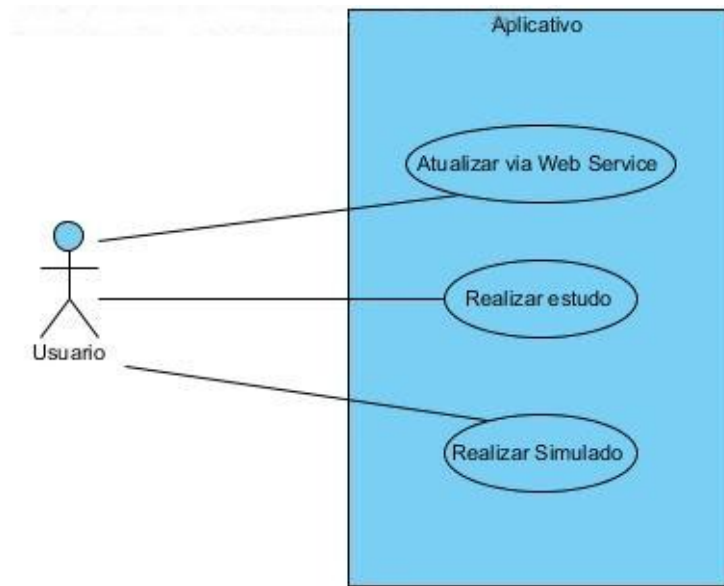 Aplicativo
Atualizar via Web Service
Realizar estudo
Usuario
Realizar Simulado